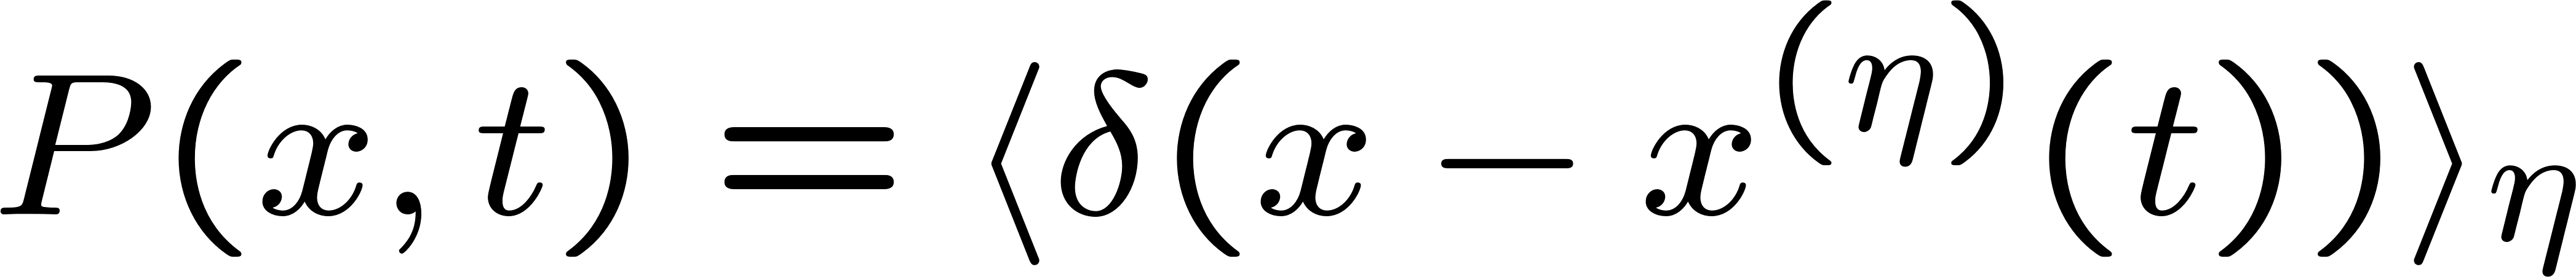 P(x, t) = ⟨δ(x − x^{(η)}(t))⟩_η